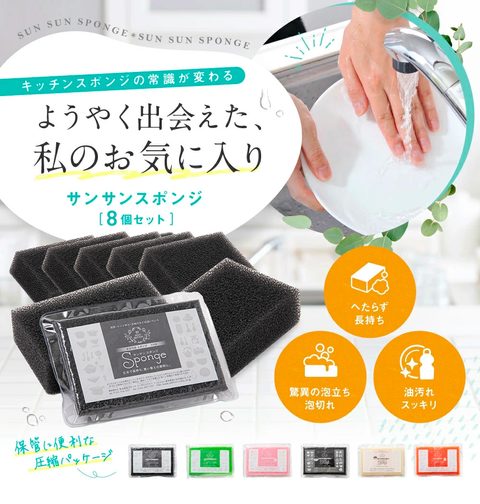 SUN SUN SPONGE * SUN SUN SPONGE
キッチンスポンジの常識が変わる
ようやく出会えた、
私のお気に入り
サンサンスポンジ
[8個セット]
Sponge
へたらず
長持ち
驚異の泡立ち
泡切れ
油汚れ
スッキリ
保管に便利な
圧縮パッケージ